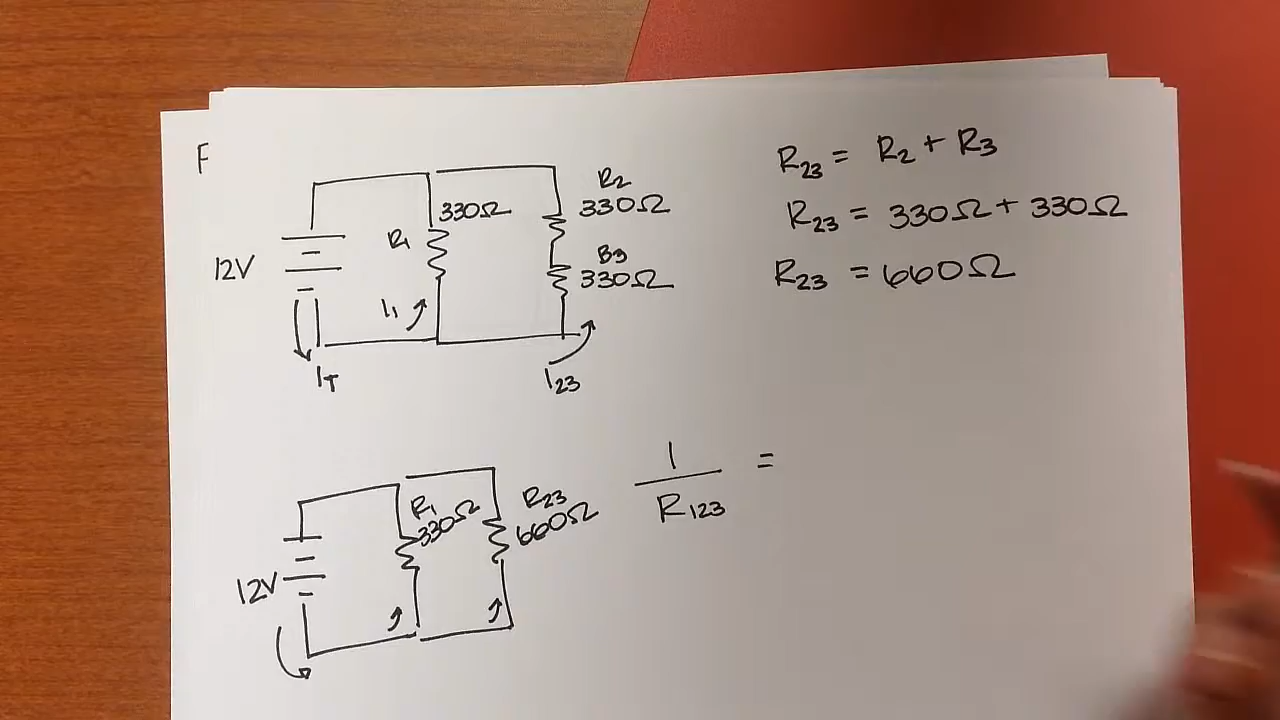 F
R2
330Ω
330Ω
R1
12V
R3
330Ω
I1
IT
I23
R23 = R2 + R3
R23 = 330Ω + 330Ω
R23 = 660Ω
R1
330Ω
R23
660Ω
12V
1
R123
=